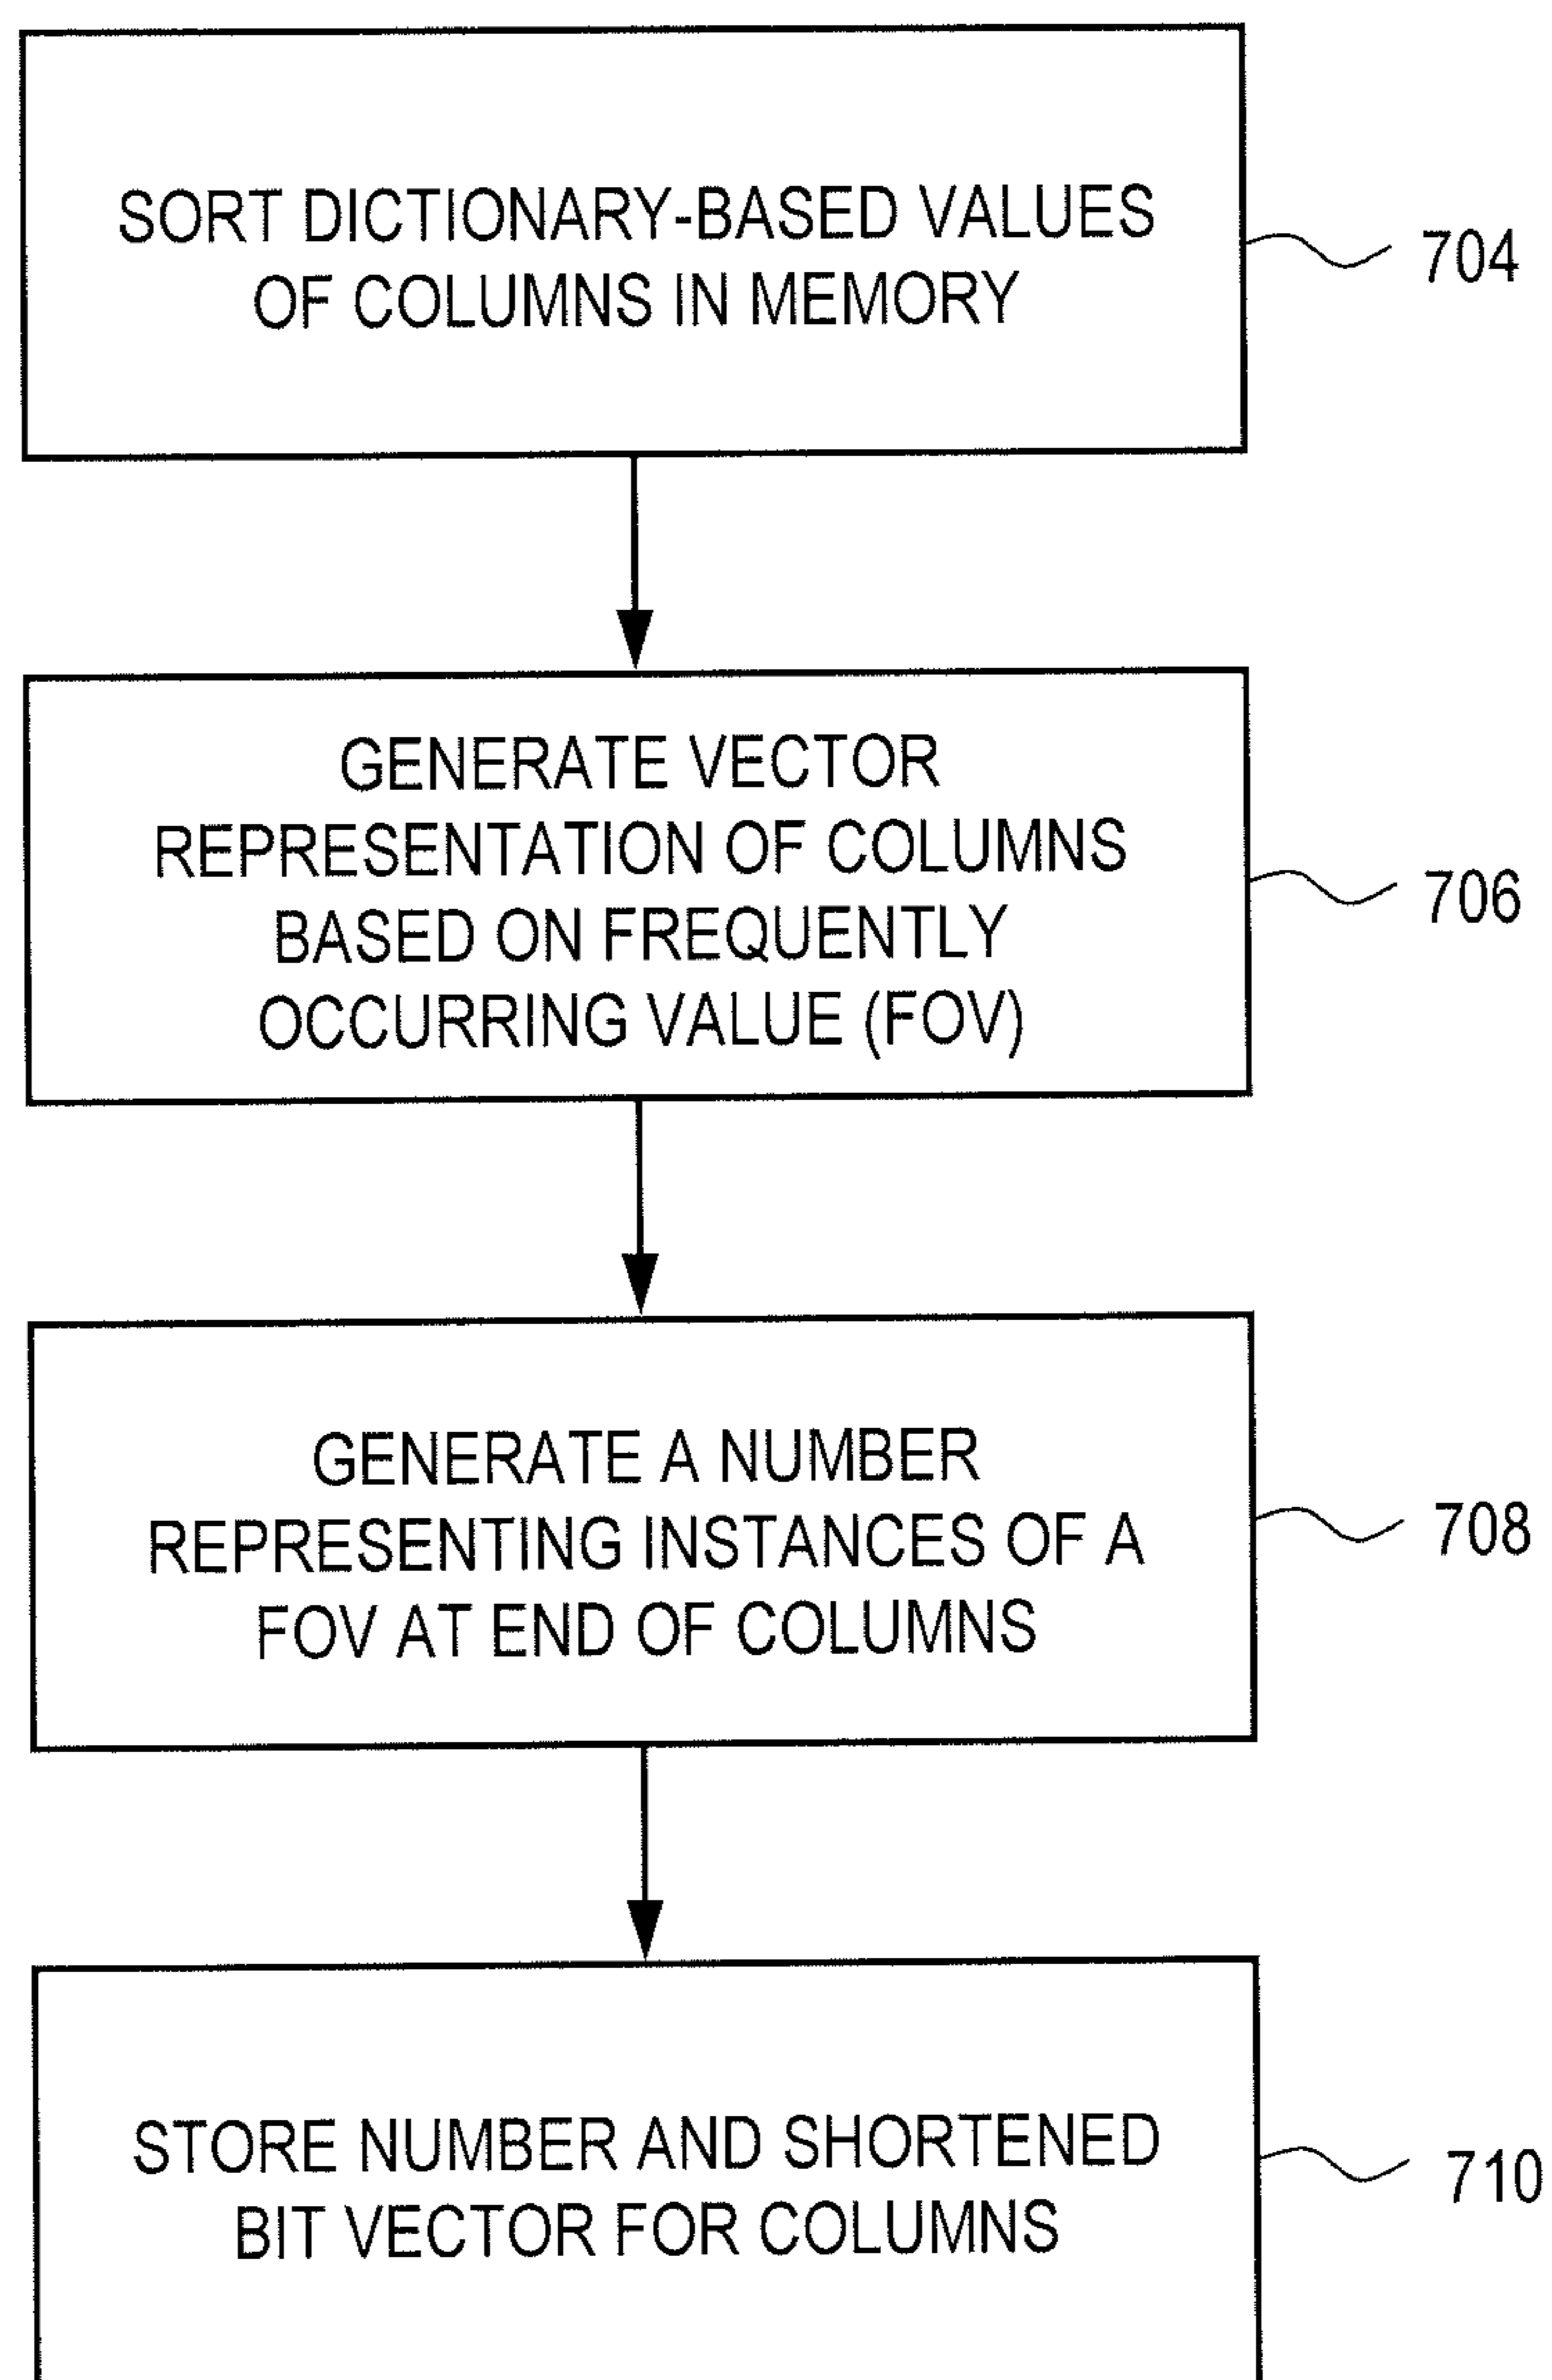 SORT DICTIONARY-BASED VALUES
OF COLUMNS IN MEMORY
704
GENERATE VECTOR
REPRESENTATION OF COLUMNS
BASED ON FREQUENTLY
OCCURRING VALUE (FOV)
706
GENERATE A NUMBER
REPRESENTING INSTANCES OF A
FOV AT END OF COLUMNS
708
STORE NUMBER AND SHORTENED
BIT VECTOR FOR COLUMNS
710